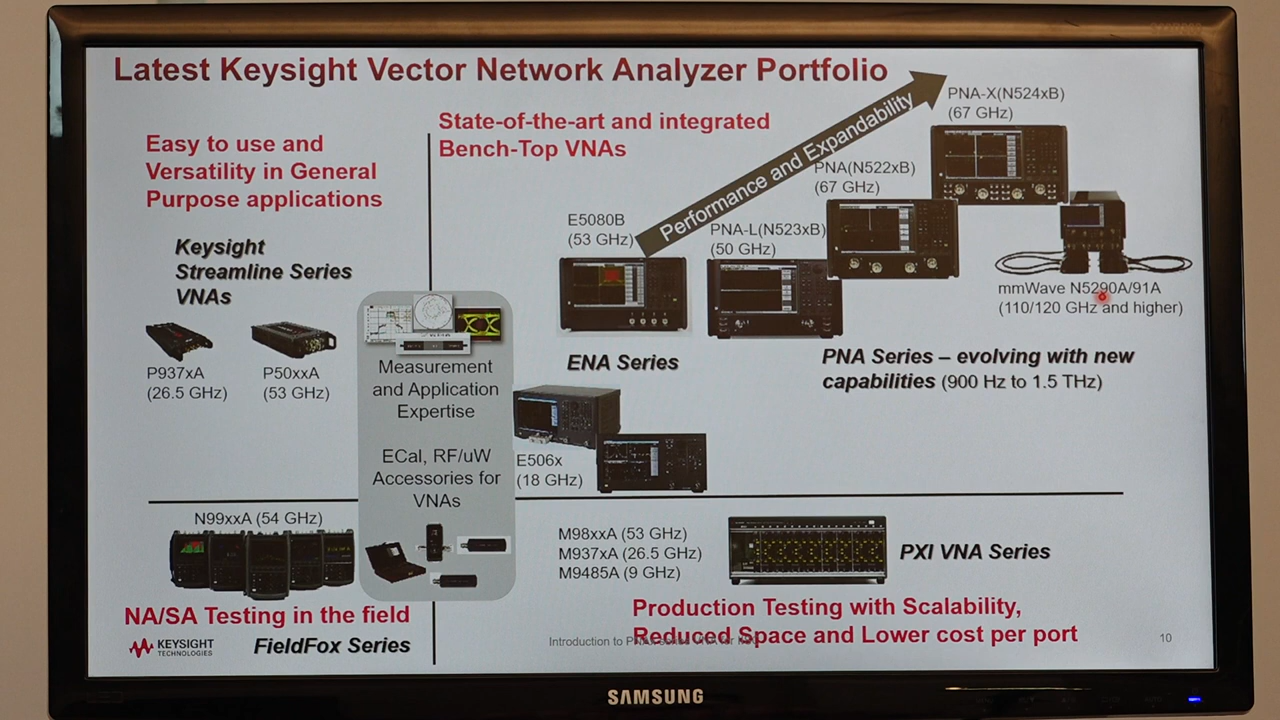 Latest Keysight Vector Network Analyzer Portfolio
Easy to use and
Versatility in General
Purpose applications
Keysight
Streamline Series
VNAs
P937xA
(26.5 GHz)
P50xxA
(53 GHz)
State-of-the-art and integrated
Bench-Top VNAs
Performance and Expandability
E5080B
(53 GHz)
PNA-L(N523xB)
(50 GHz)
PNA(N522xB)
(67 GHz)
PNA-X(N524xB)
(67 GHz)
mmWave N5290A/91A
(110/120 GHz and higher)
ENA Series
PNA Series – evolving with new
capabilities (900 Hz to 1.5 THz)
E506x
(18 GHz)
Measurement
and Application
Expertise
ECal, RF/uW
Accessories for
VNAs
N99xxA (54 GHz)
NA/SA Testing in the field
KEYSIGHT
TECHNOLOGIES
FieldFox Series
M98xxA (53 GHz)
M937xA (26.5 GHz)
M9485A (9 GHz)
PXI VNA Series
Production Testing with Scalability,
Reduced Space and Lower cost per port
Introduction to
10
SAMSUNG